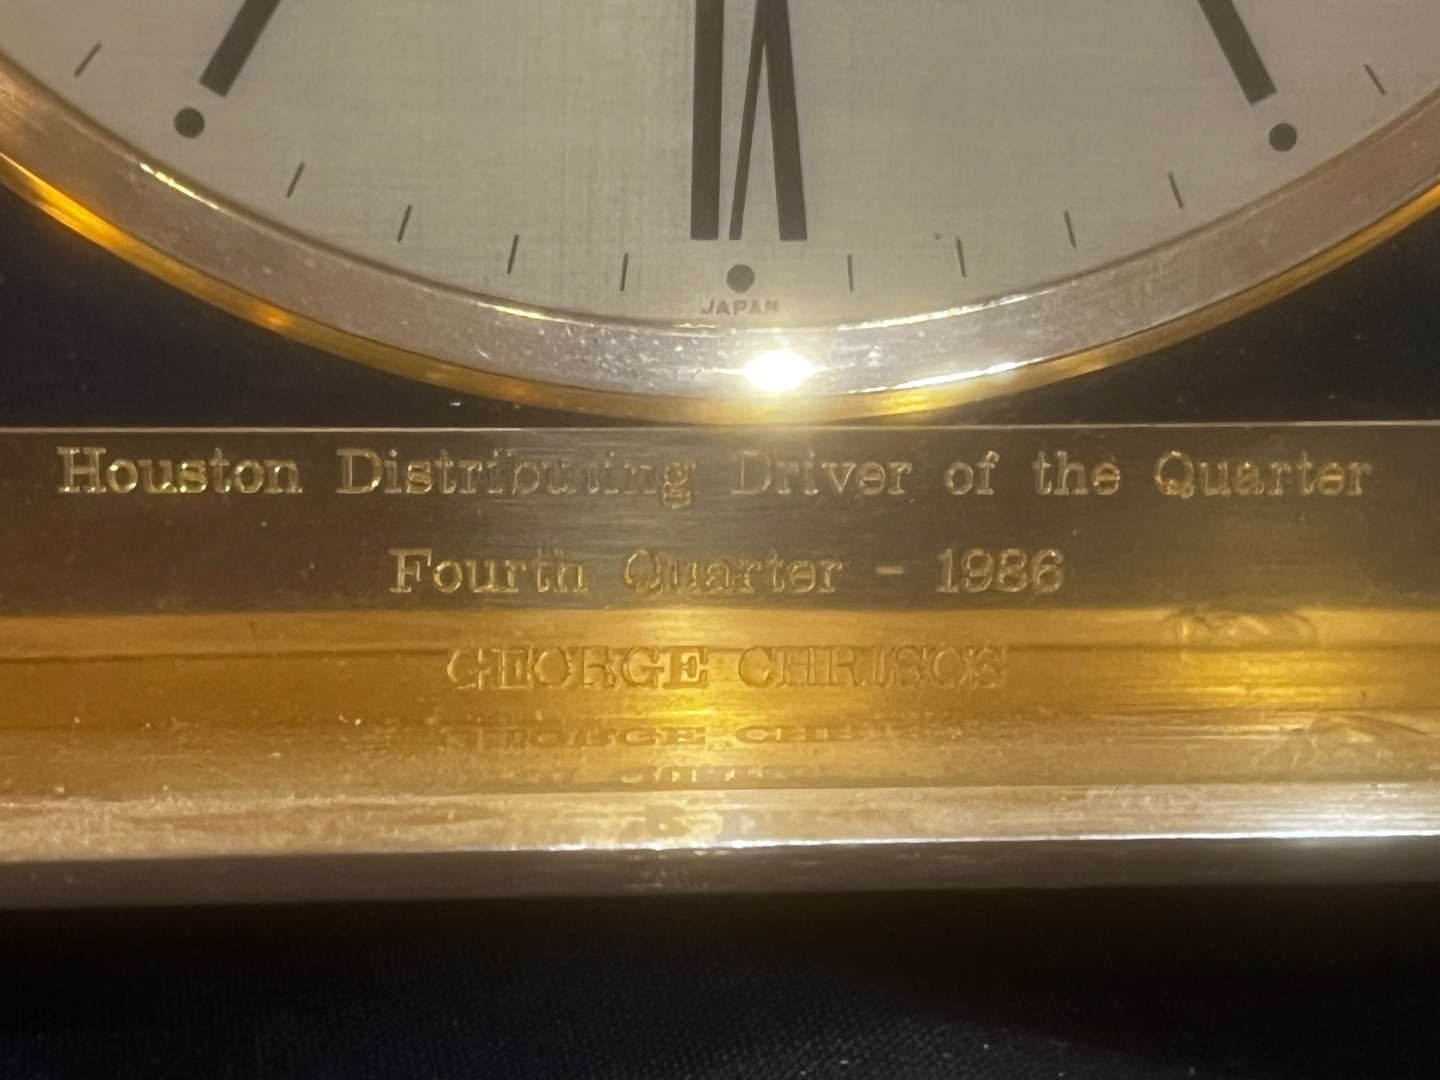 JAPAN
Houston Distributing Driver of the Quarter
Fourth Quarter - 1986
GEORGE CHRISOS